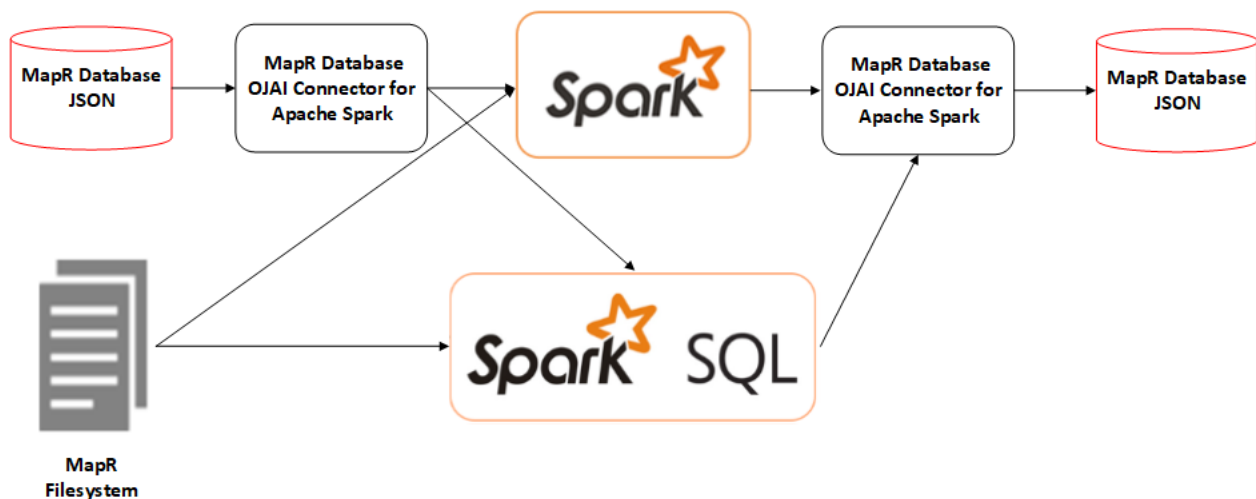 MapR Database
JSON
MapR Database
OJAI Connector for
Apache Spark
Spark
MapR Database
OJAI Connector for
Apache Spark
MapR Database
JSON
Spark SQL
MapR
Filesystem